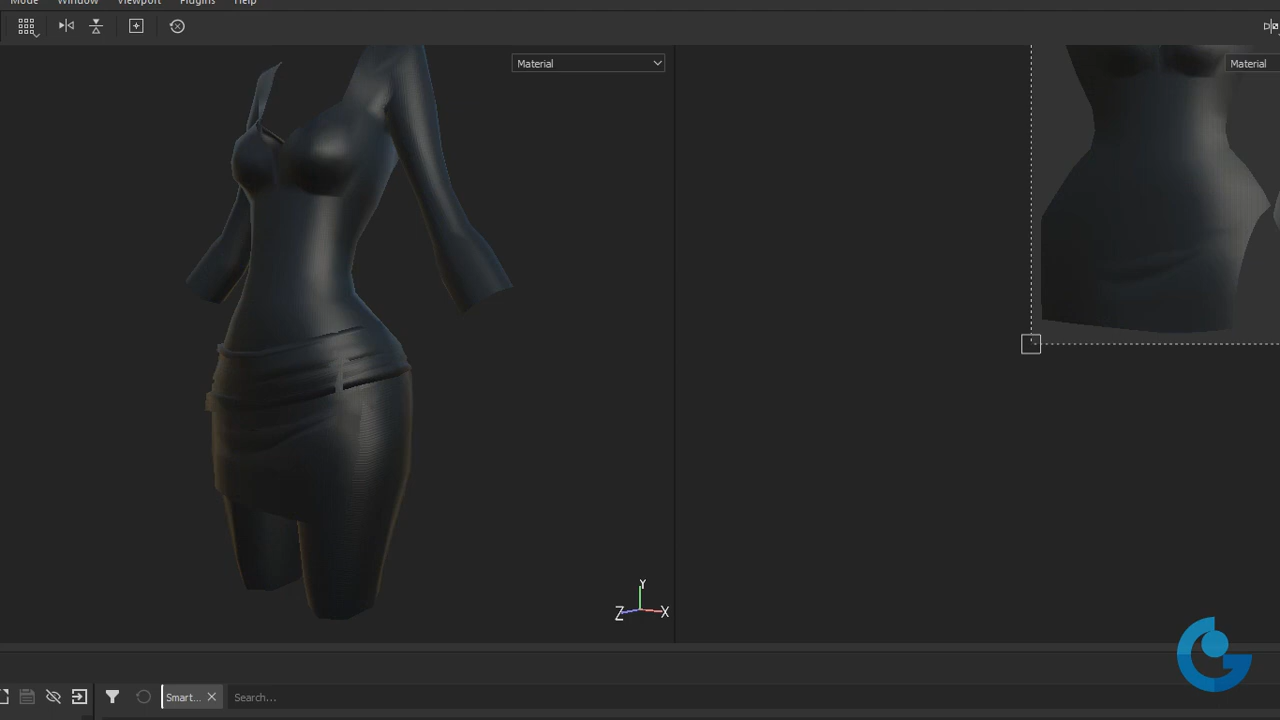 Mode Window Viewport Plugins Help
Material
Material
Y
Z X
Smart... Search...